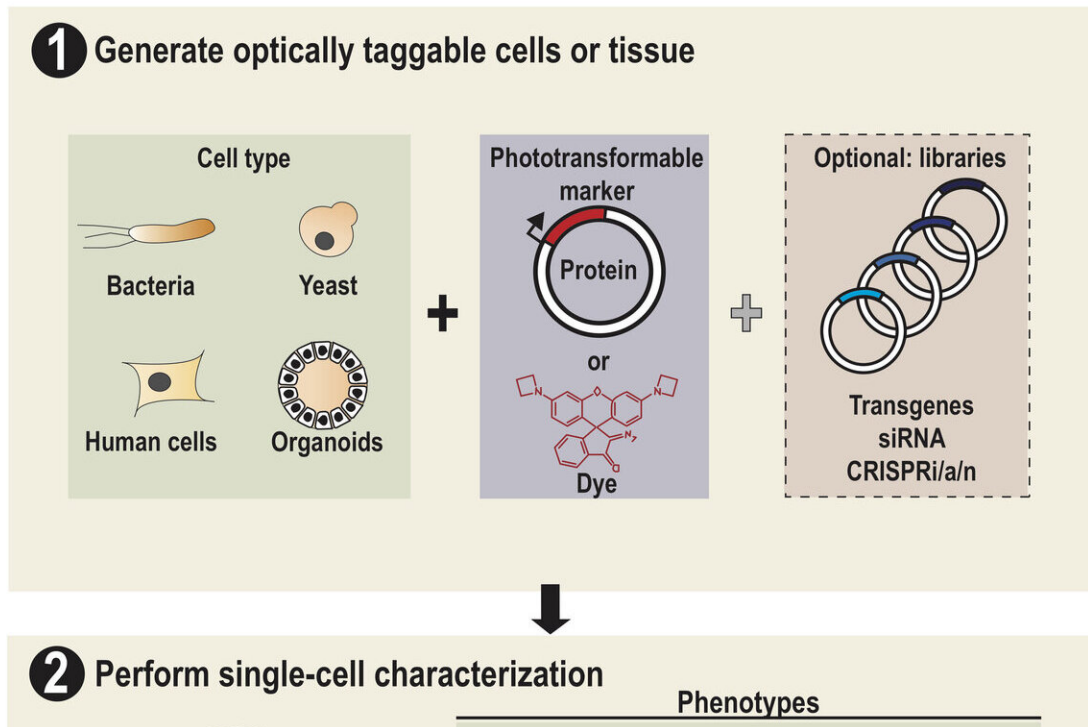 1 Generate optically taggable cells or tissue
Cell type
Bacteria
Yeast
Human cells
Organoids
+
Phototransformable
marker
Protein
or
N
O
N
N
O
Dye
+
Optional: libraries
Transgenes
siRNA
CRISPRi/a/n
2 Perform single-cell characterization
Phenotypes